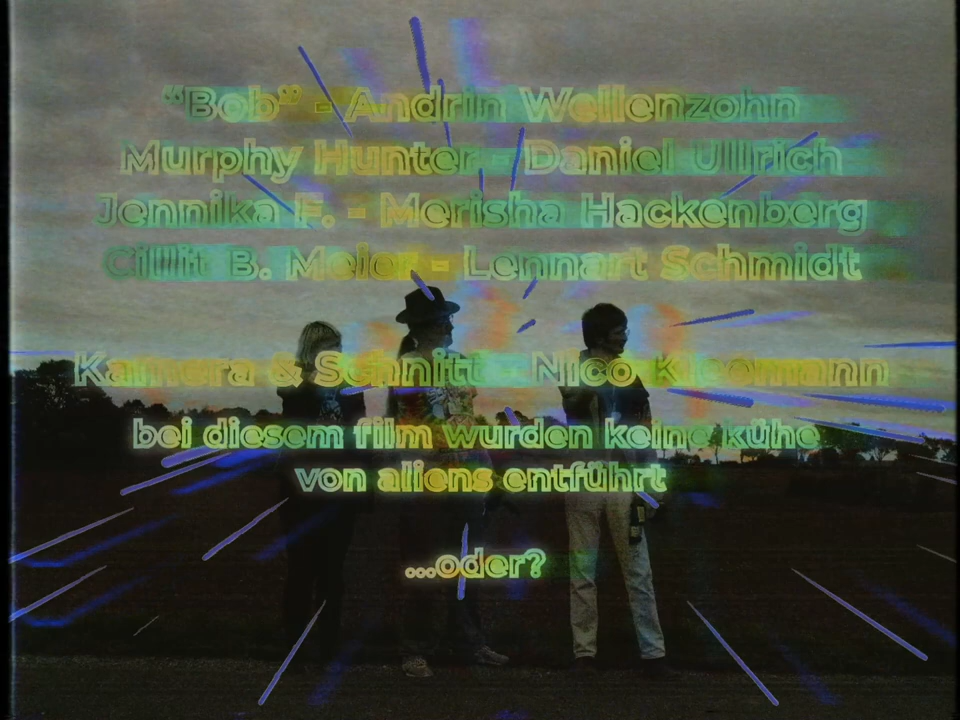 “Bob” - Andrin Wellenzohn
Murphy Hunter - Daniel Ullrich
Jennika F. - Merisha Hackenberg
Cillit B. Meier - Lennart Schmidt
Kamera & Schnitt - Nico Kleemann
bei diesem film wurden keine kühe
von aliens entführt
...oder?